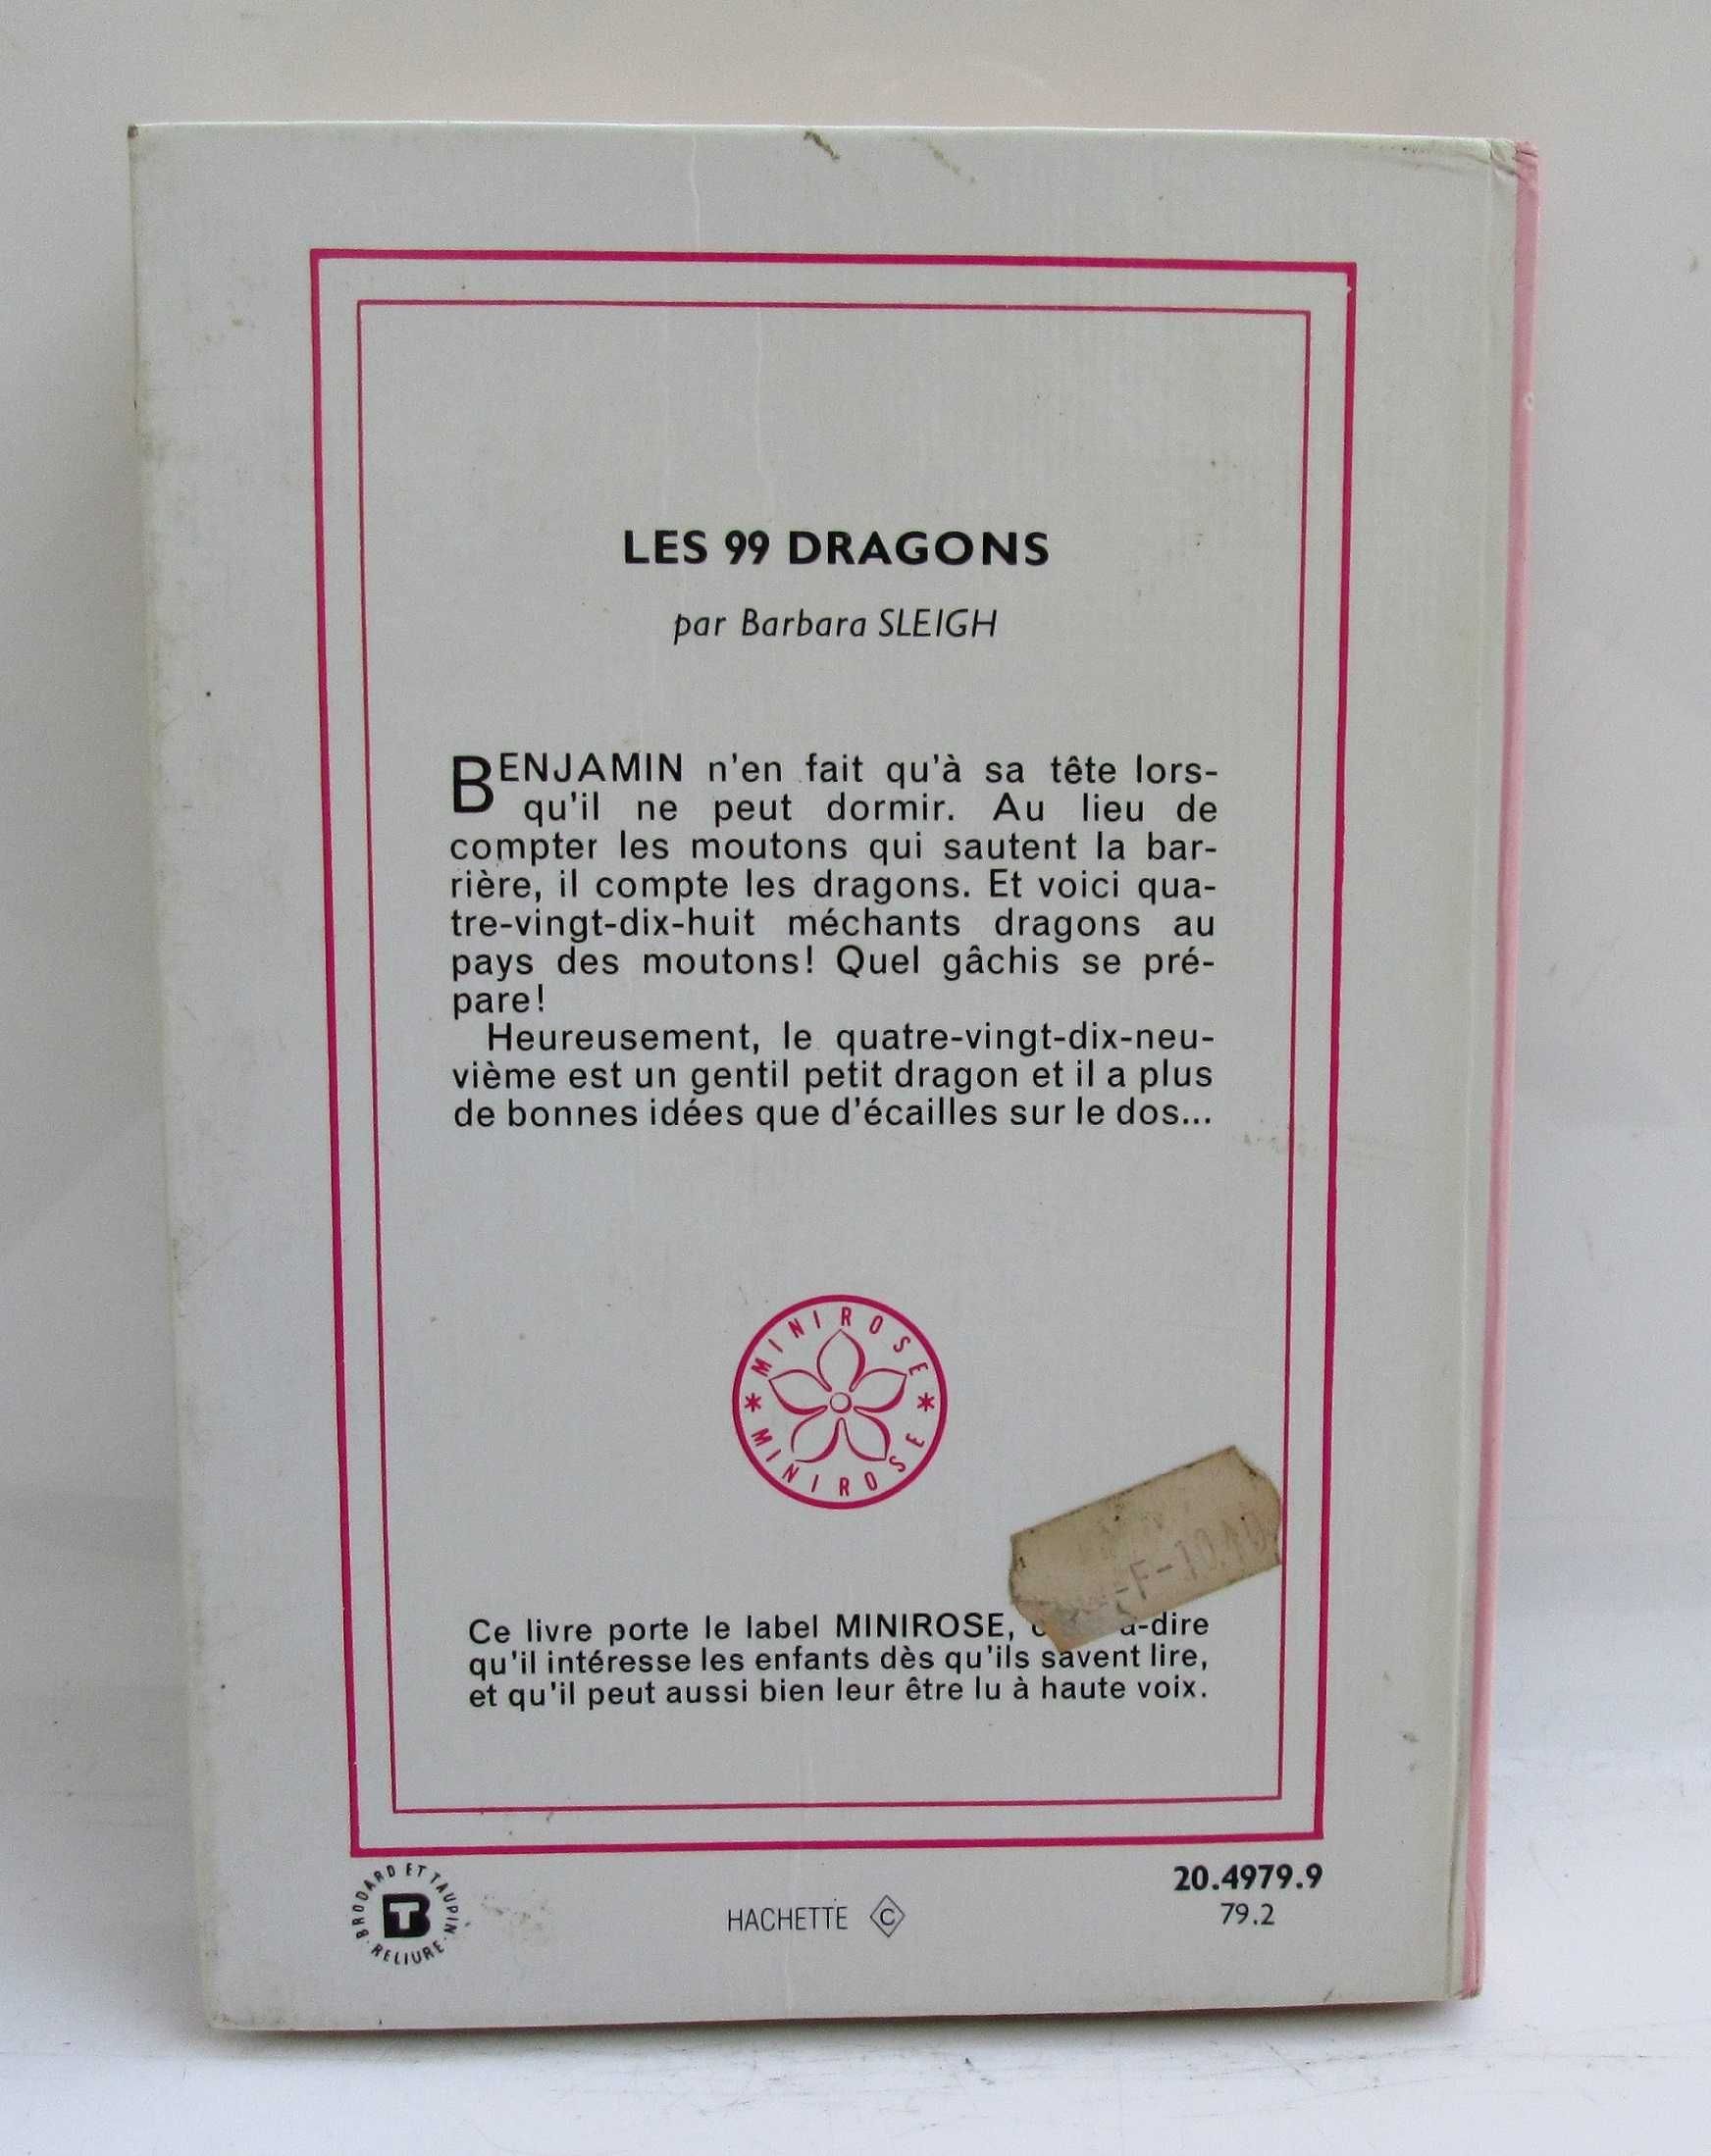 LES 99 DRAGONS
par Barbara SLEIGH
BENJAMIN n'en fait qu'à sa tête lors-
qu'il ne peut dormir. Au lieu de
compter les moutons qui sautent la bar-
rière, il compte les dragons. Et voici qua-
tre-vingt-dix-huit méchants dragons au
pays des moutons! Quel gâchis se pré-
pare!
Heureusement, le quatre-vingt-dix-neu-
vième est un gentil petit dragon et il a plus
de bonnes idées que d'écailles sur le dos...
MINIROSE * MINIROSE *
Ce livre porte le label MINIROSE, -dire
qu'il intéresse les enfants dès qu'ils savent lire,
et qu'il peut aussi bien leur être lu à haute voix.
BRODARD ET TAUPIN · RELIURE ·
BT
HACHETTE C
20.4979.9
79.2